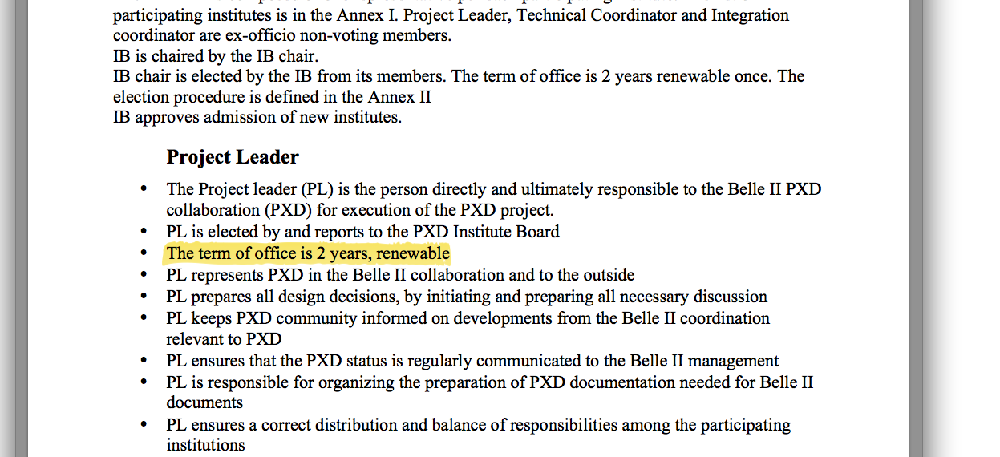 participating institutes is in the Annex I. Project Leader, Technical Coordinator and Integration
coordinator are ex-officio non-voting members.
IB is chaired by the IB chair.
IB chair is elected by the IB from its members. The term of office is 2 years renewable once. The
election procedure is defined in the Annex II
IB approves admission of new institutes.
Project Leader
• The Project leader (PL) is the person directly and ultimately responsible to the Belle II PXD
collaboration (PXD) for execution of the PXD project.
• PL is elected by and reports to the PXD Institute Board
• The term of office is 2 years, renewable
• PL represents PXD in the Belle II collaboration and to the outside
• PL prepares all design decisions, by initiating and preparing all necessary discussion
• PL keeps PXD community informed on developments from the Belle II coordination
relevant to PXD
• PL ensures that the PXD status is regularly communicated to the Belle II management
• PL is responsible for organizing the preparation of PXD documentation needed for Belle II
documents
• PL ensures a correct distribution and balance of responsibilities among the participating
institutions